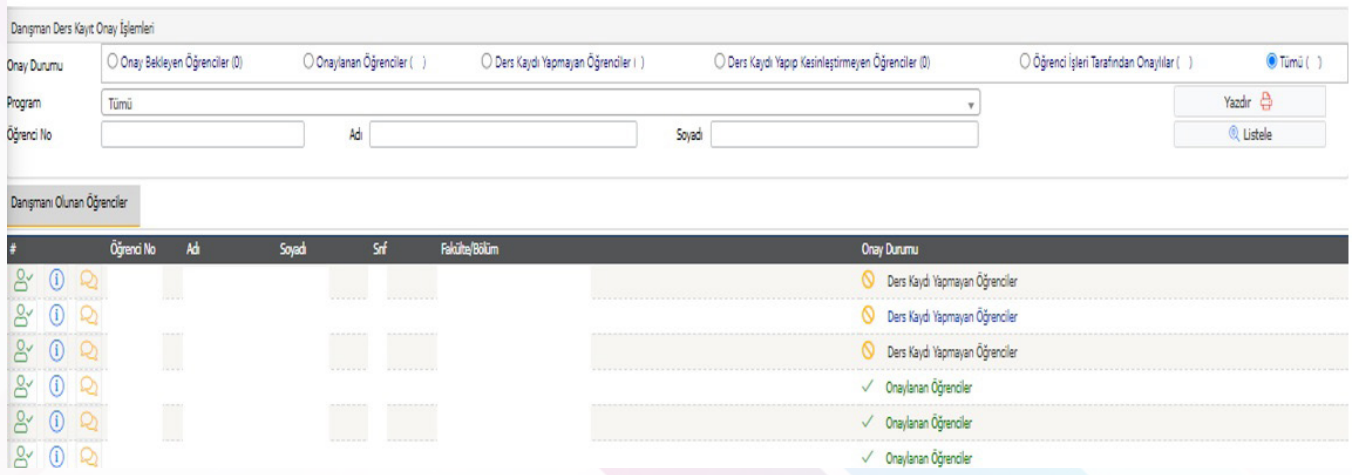 Danışman Ders Kayıt Onay İşlemleri
Onay Durumu Onay Bekleyen Öğrenciler (0) Onaylanan Öğrenciler ( ) Ders Kaydı Yapmayan Öğrenciler ( ) Ders Kaydı Yapıp Kesinleştirmeyen Öğrenciler (0) Öğrenci İşleri Tarafından Onaylılar ( ) Tümü ( )
Program Tümü Yazdır
Öğrenci No Adı Soyadı Listele
Danışmanı Olunan Öğrenciler
# Öğrenci No Adı Soyadı Sınıf Fakülte/Bölüm Onay Durumu
Ders Kaydı Yapmayan Öğrenciler
Ders Kaydı Yapmayan Öğrenciler
Ders Kaydı Yapmayan Öğrenciler
Onaylanan Öğrenciler
Onaylanan Öğrenciler
Onaylanan Öğrenciler